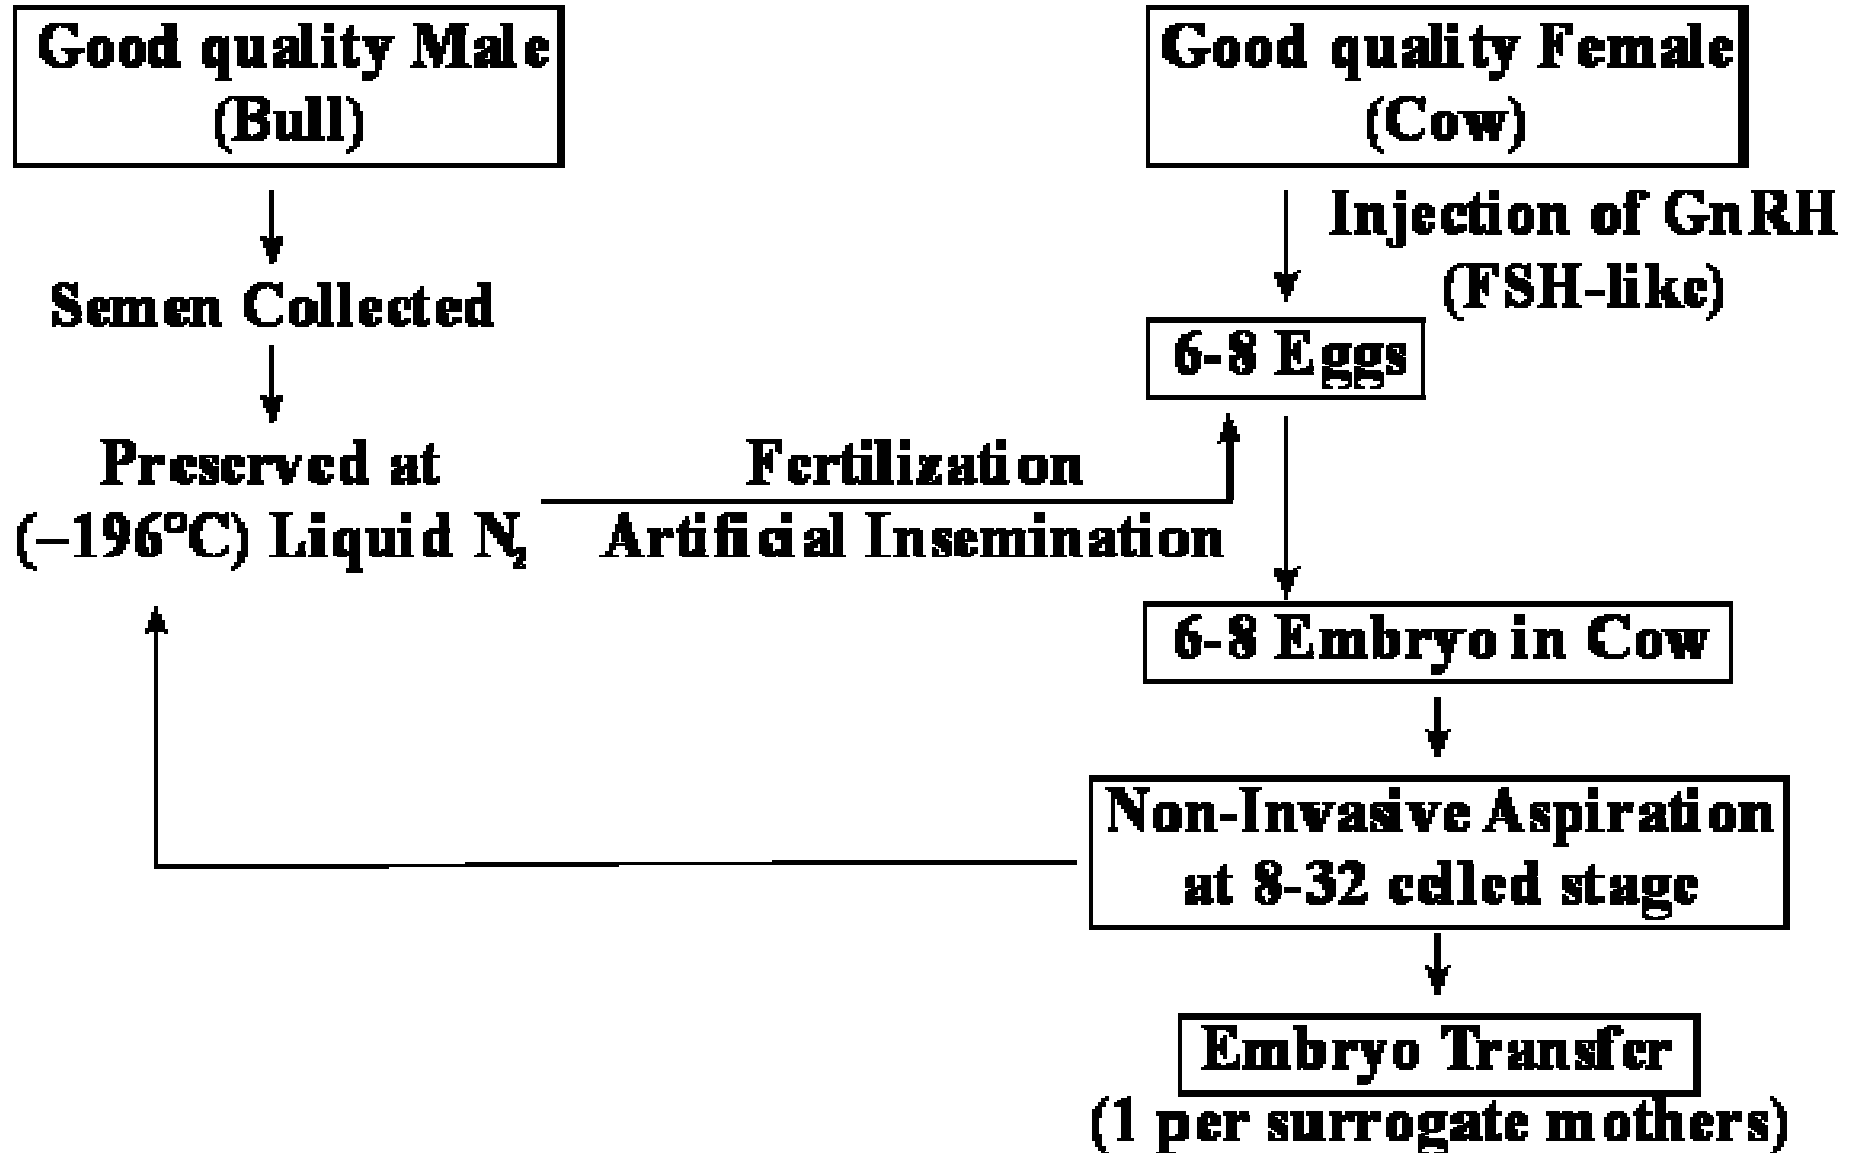 Good quality Male
(Bull)
Good quality Female
(Cow)
Injection of GnRH
(FSH-like)
Semen Collected
6-8 Eggs
Preserved at
(–196°C) Liquid N₂
Fertilization
Artificial Insemination
6-8 Embryo in Cow
Non-Invasive Aspiration
at 8-32 celled stage
Embryo Transfer
(1 per surrogate mothers)